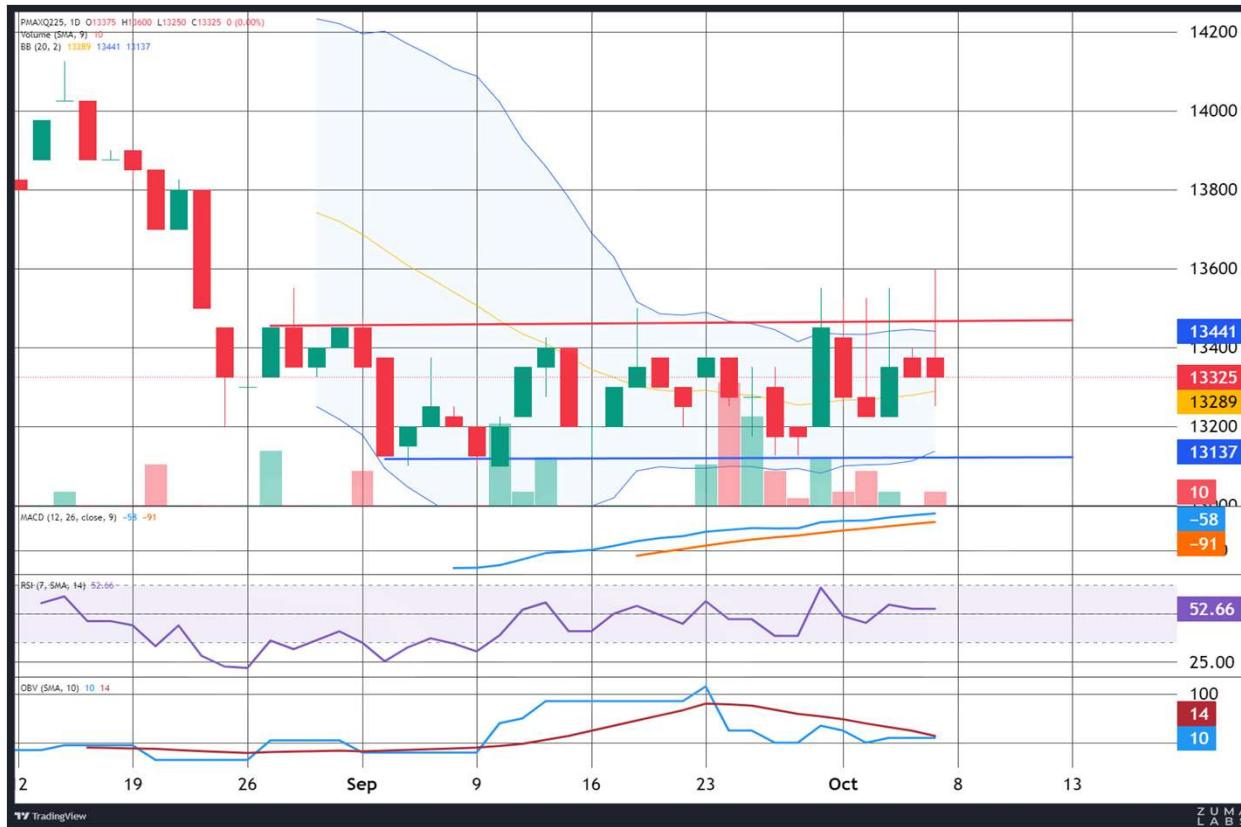 PMAXQ225, 1D O13375 H13600 L13250 C13325 0 (0.00%)
Volume (SMA, 9) 10
BB (20, 2) 13289 13441 13137
14200
14000
13800
13600
13441
13400
13325
13289
13200
13137
10
MACD (12, 26, close, 9) −58 −91
−58
−91
RSI (7, SMA, 14) 52.66
52.66
25.00
OBV (SMA, 10) 10 14
100
14
10
2 19 26 Sep 9 16 23 Oct 8 13
TradingView
ZUMA
LABS